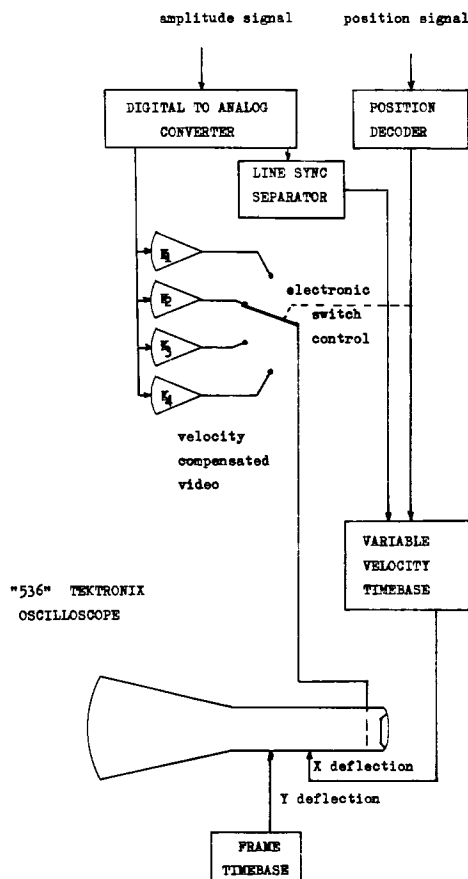 amplitude signal
position signal
DIGITAL TO ANALOG
CONVERTER
POSITION
DECODER
LINE SYNC
SEPARATOR
K1
K2
K3
K4
electronic
switch
control
velocity
compensated
video
VARIABLE
VELOCITY
TIMEBASE
"536" TEKTRONIX
OSCILLOSCOPE
X deflection
Y deflection
FRAME
TIMEBASE